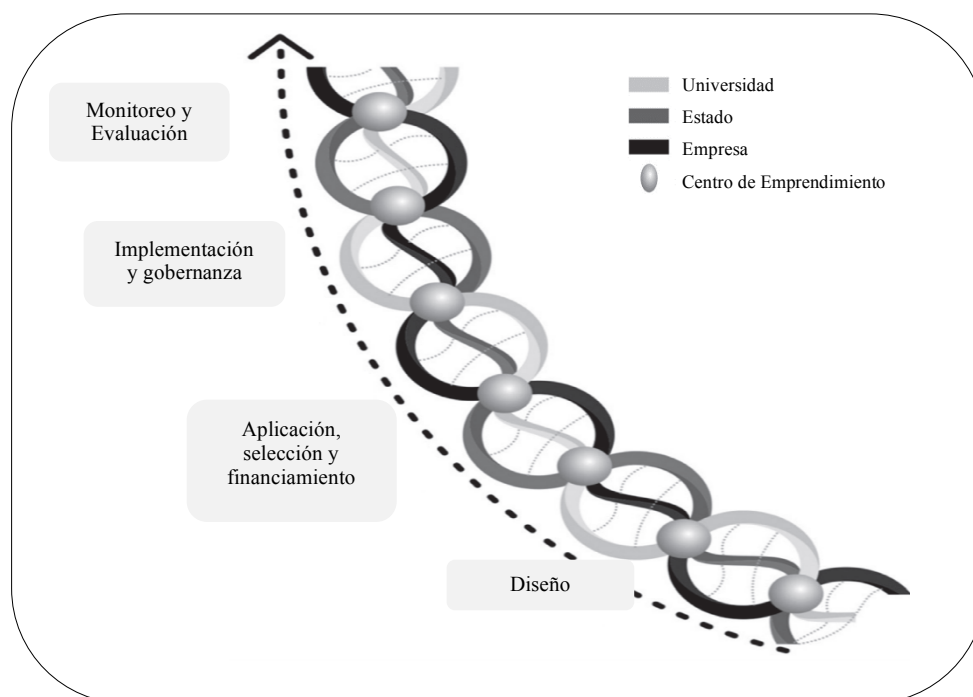 Monitoreo y
Evaluación
Universidad
Estado
Empresa
Centro de Emprendimiento
Implementación
y gobernanza
Aplicación,
selección y
financiamiento
Diseño